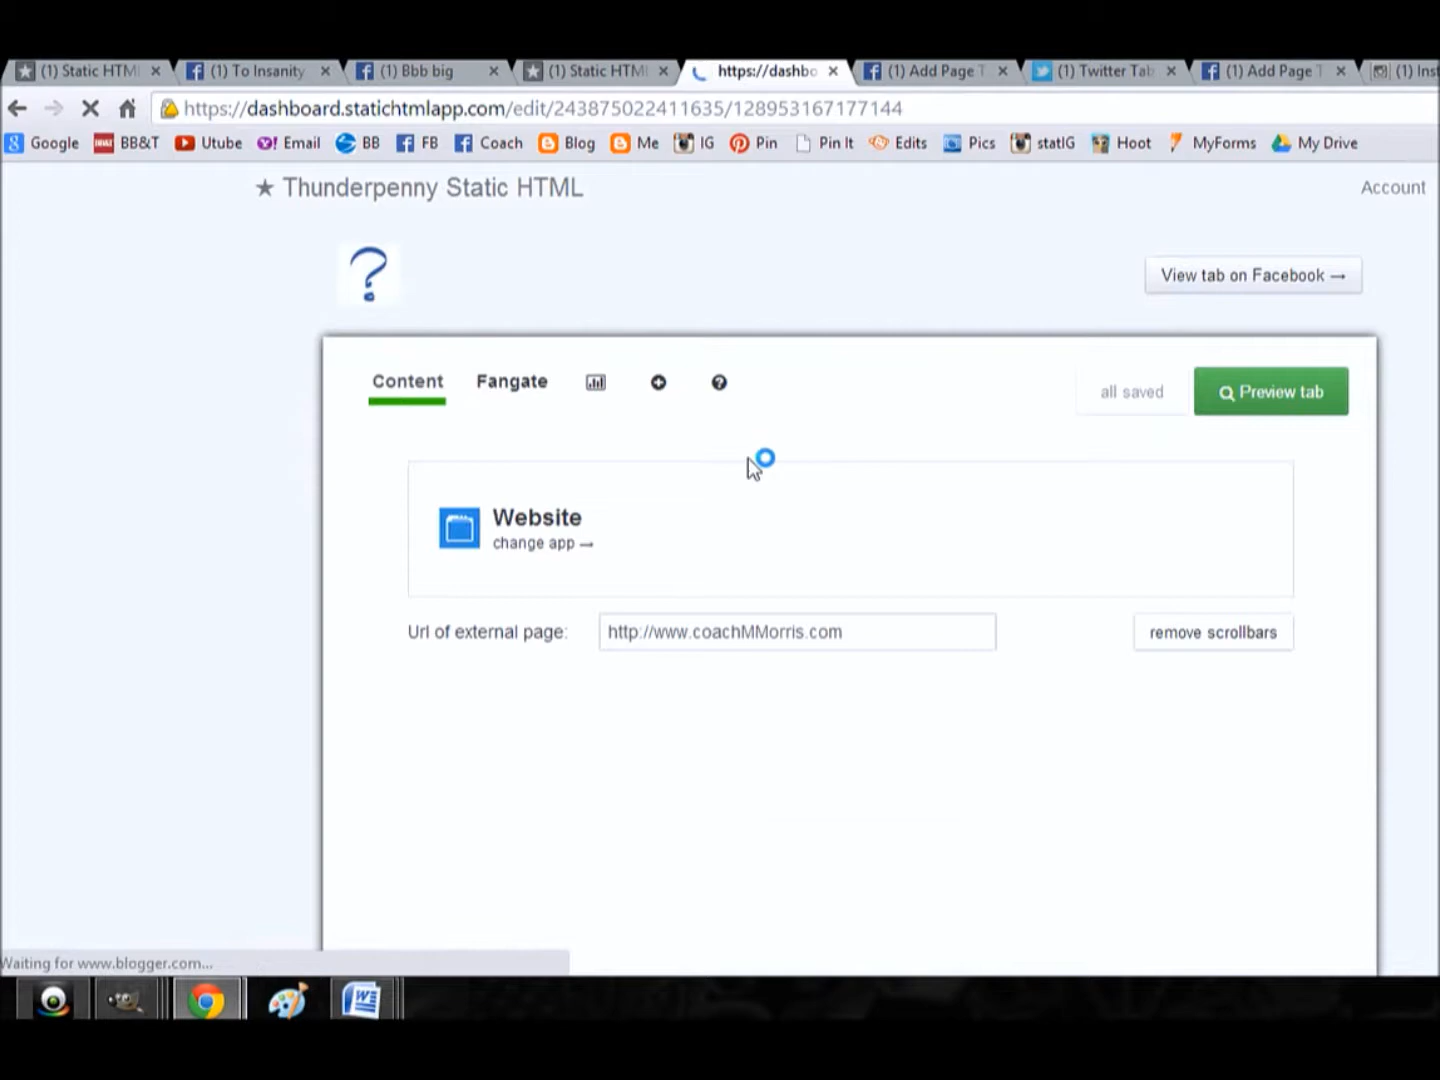 (1) Static HTML (1) To Insanity (1) Bbb big (1) Static HTML https://dashbo (1) Add Page T (1) Twitter Tab (1) Add Page T (1) Inst
https://dashboard.statichtmlapp.com/edit/243875022411635/128953167177144
Google BB&T Utube Email BB FB Coach Blog Me IG Pin Pin It Edits Pics statIG Hoot MyForms My Drive
★ Thunderpenny Static HTML Account
?
View tab on Facebook →
Content Fangate all saved Preview tab
Website
change app →
Url of external page: http://www.coachMMorris.com remove scrollbars
Waiting for www.blogger.com...